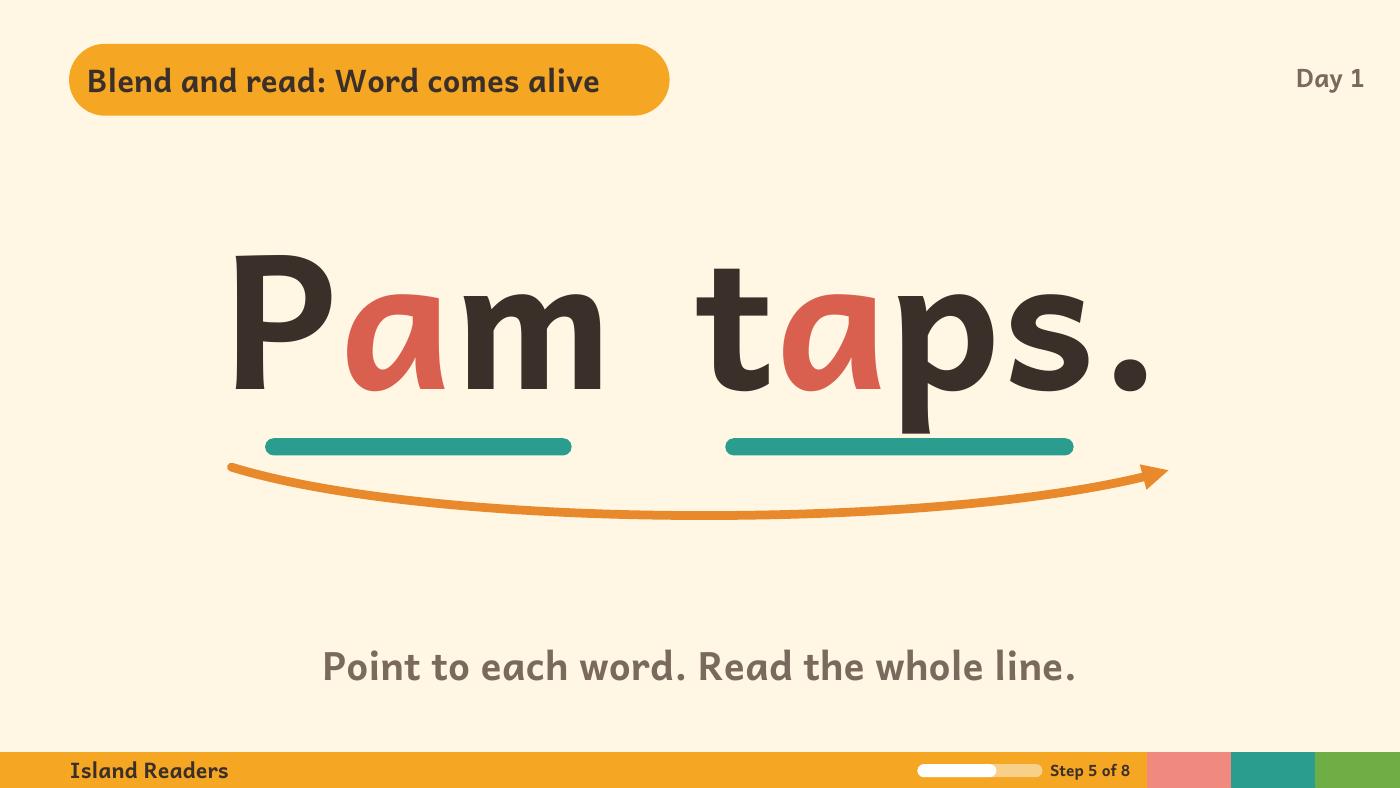 Blend and read: Word comes alive
Day 1
Pam taps.
Point to each word. Read the whole line.
Island Readers
Step 5 of 8